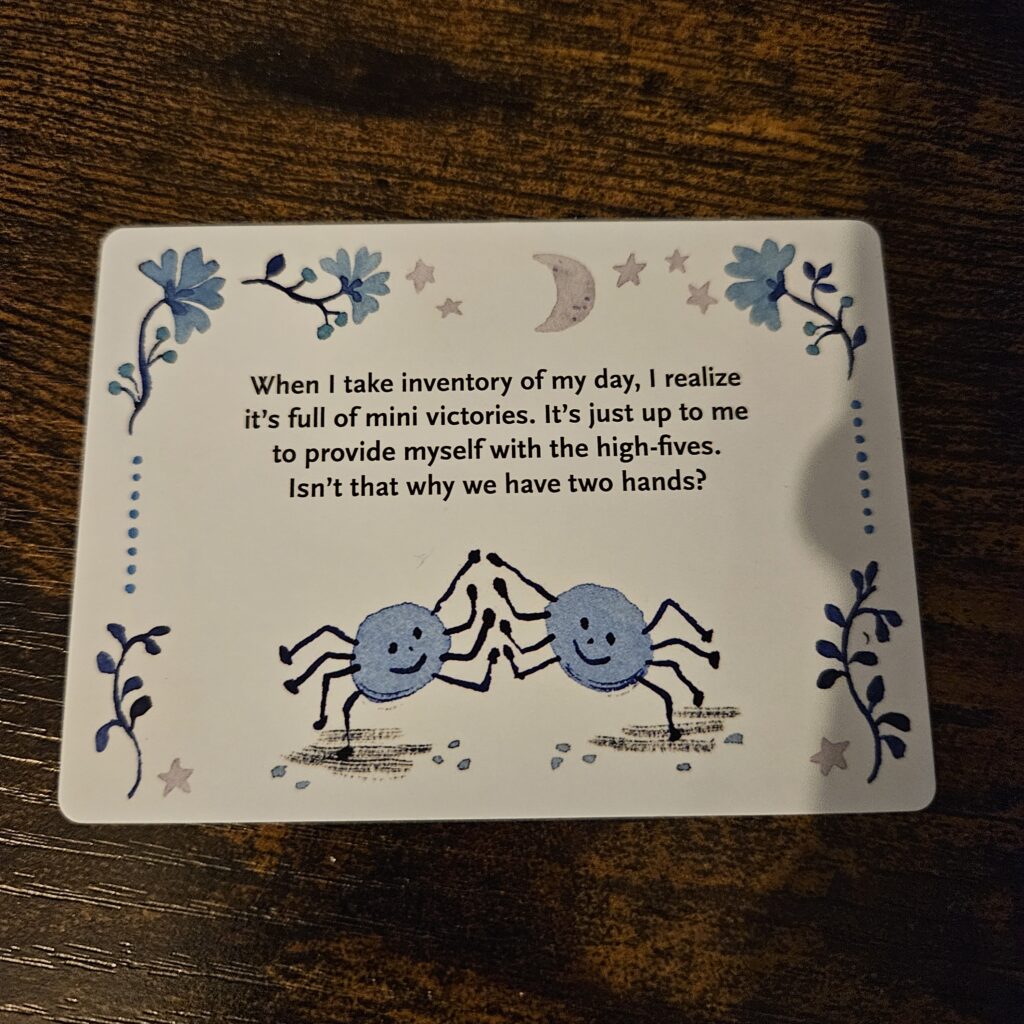 When I take inventory of my day, I realize
it's full of mini victories. It's just up to me
to provide myself with the high-fives.
Isn't that why we have two hands?